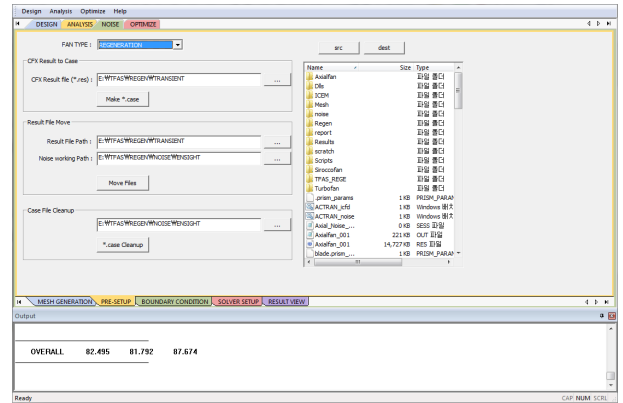 Design Analysis Optimize Help
DESIGN ANALYSIS NOISE OPTIMIZE
FAN TYPE : REGENERATION
CFX Result to Case
CFX Result file (*.res) : E:₩TFAS₩REGEN₩TRANSIENT ...
Make *.case
Result File Move
Result File Path : E:₩TFAS₩REGEN₩TRANSIENT ...
Noise working Path : E:₩TFAS₩REGEN₩NOISE₩ENSIGHT ...
Move Files
Case File Cleanup
E:₩TFAS₩REGEN₩NOISE₩ENSIGHT ...
*.case Cleanup
src dest
Name Size Type
Axialfan 파일 폴더
Dlls 파일 폴더
ICEM 파일 폴더
Mesh 파일 폴더
noise 파일 폴더
Regen 파일 폴더
report 파일 폴더
Results 파일 폴더
scratch 파일 폴더
Scripts 파일 폴더
Siroccofan 파일 폴더
TFAS_REGE 파일 폴더
Turbofan 파일 폴더
.prism_params 1 KB PRISM_PARAM
ACTRAN_icfd 1 KB Windows 배치
ACTRAN_noise 1 KB Windows 배치
Axial_Noise_... 0 KB SESS 파일
Axialfan_001 221 KB OUT 파일
Axialfan_001 14,727 KB RES 파일
blade.prism_... 1 KB PRISM_PARAM
MESH GENERATION PRE-SETUP BOUNDARY CONDITION SOLVER SETUP RESULT VIEW
Output
OVERALL 82.495 81.792 87.674
Ready CAP NUM SCRL